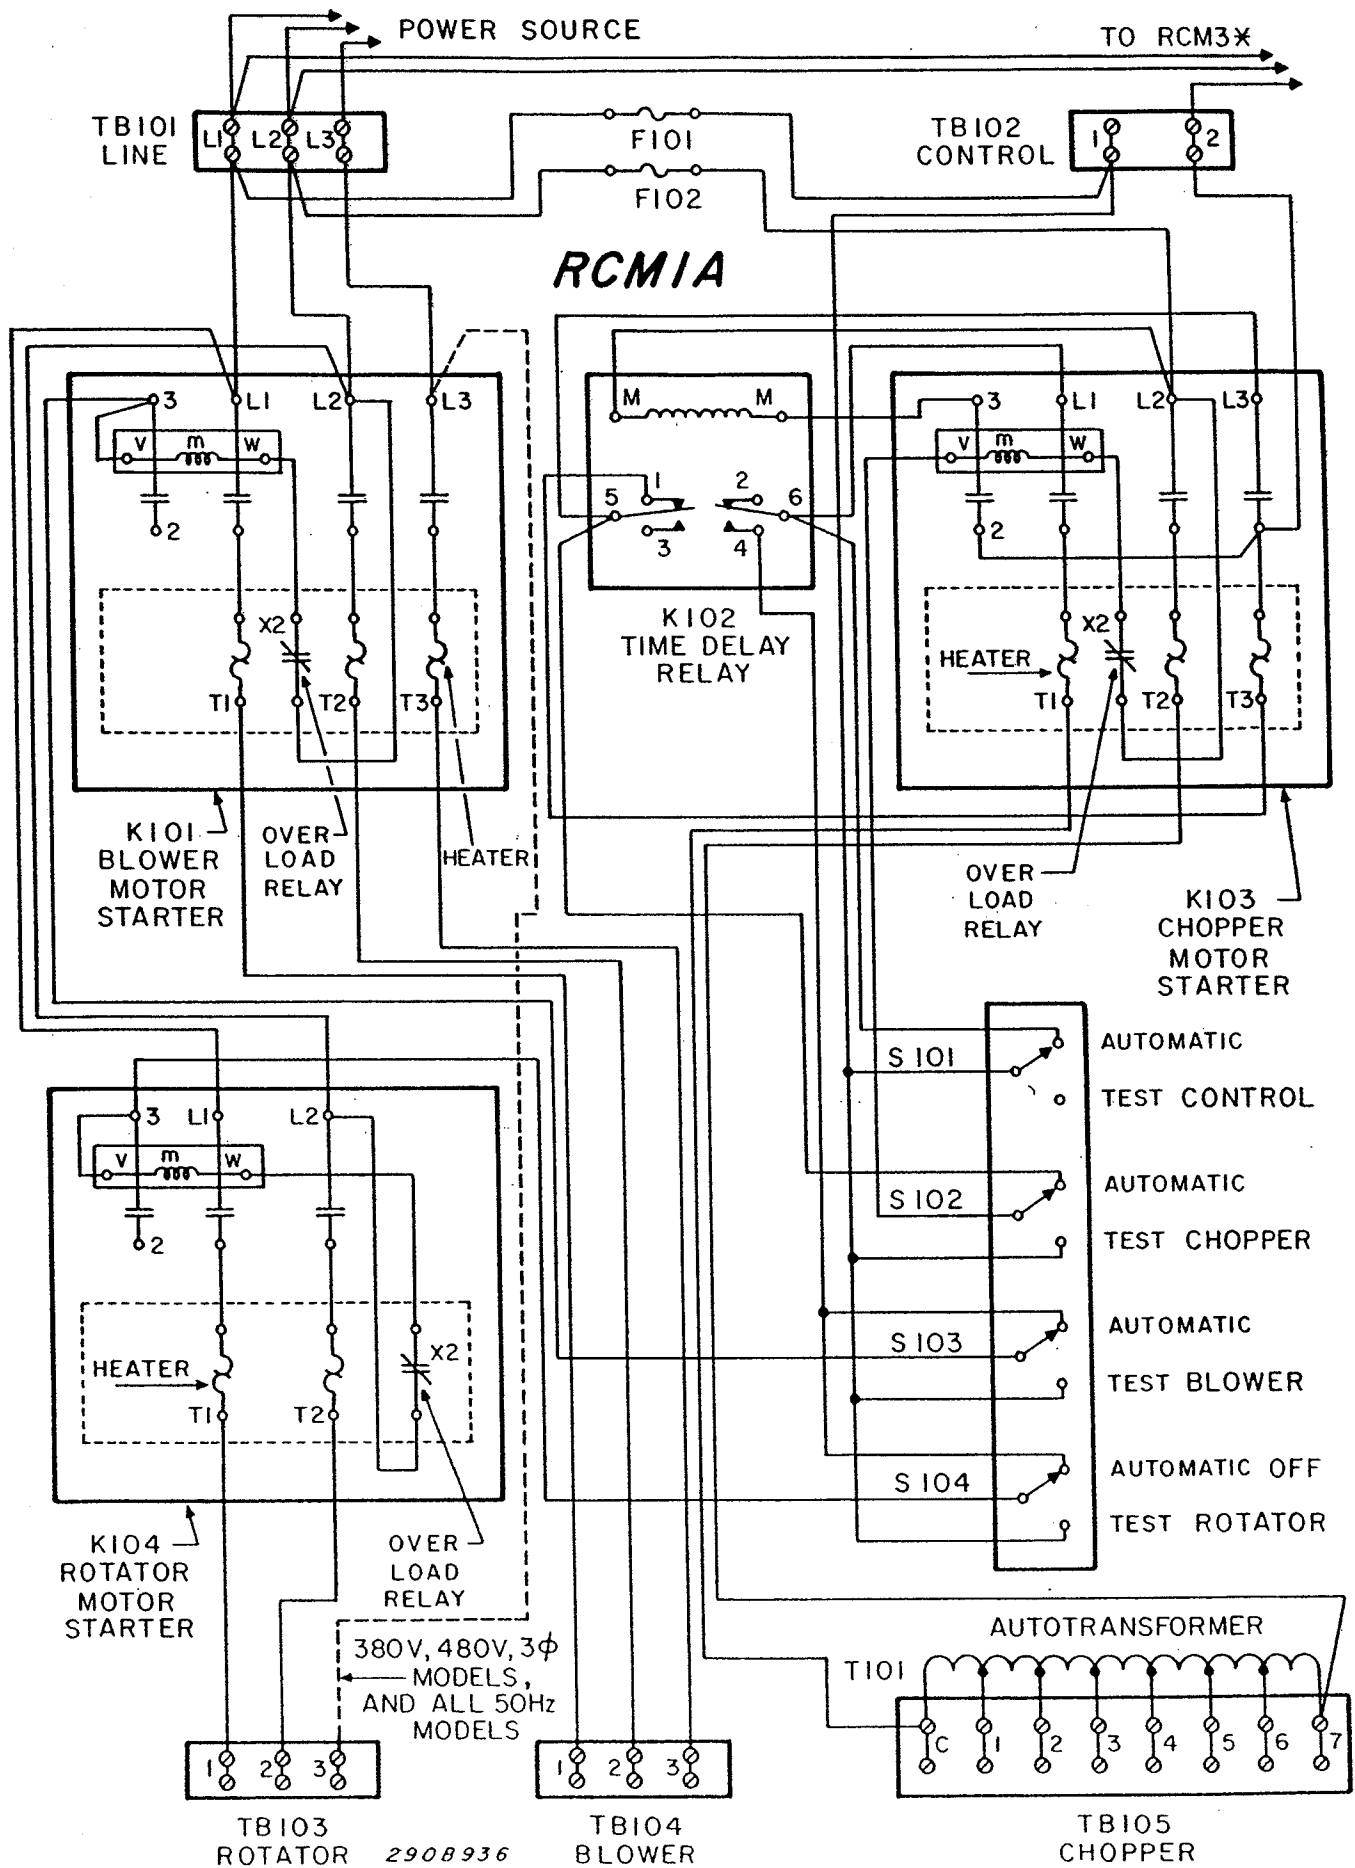 POWER SOURCE
TO RCM3*
TB101
LINE
L1
L2
L3
F101
F102
TB102
CONTROL
1
2
RCM1A
3
L1
L2
L3
V
m
W
2
X2
T1
T2
T3
M
M
1
2
5
6
3
4
K102
TIME DELAY
RELAY
3
L1
L2
L3
V
m
W
2
HEATER
X2
T1
T2
T3
K101
BLOWER
MOTOR
STARTER
OVER
LOAD
RELAY
HEATER
OVER
LOAD
RELAY
K103
CHOPPER
MOTOR
STARTER
3
L1
L2
V
m
W
2
HEATER
X2
T1
T2
K104
ROTATOR
MOTOR
STARTER
OVER
LOAD
RELAY
S101
AUTOMATIC
TEST CONTROL
S102
AUTOMATIC
TEST CHOPPER
S103
AUTOMATIC
TEST BLOWER
S104
AUTOMATIC OFF
TEST ROTATOR
380V, 480V, 3ϕ
MODELS,
AND ALL 50Hz
MODELS
AUTOTRANSFORMER
T101
1
2
3
TB103
ROTATOR
2908936
1
2
3
TB104
BLOWER
C
1
2
3
4
5
6
7
TB105
CHOPPER